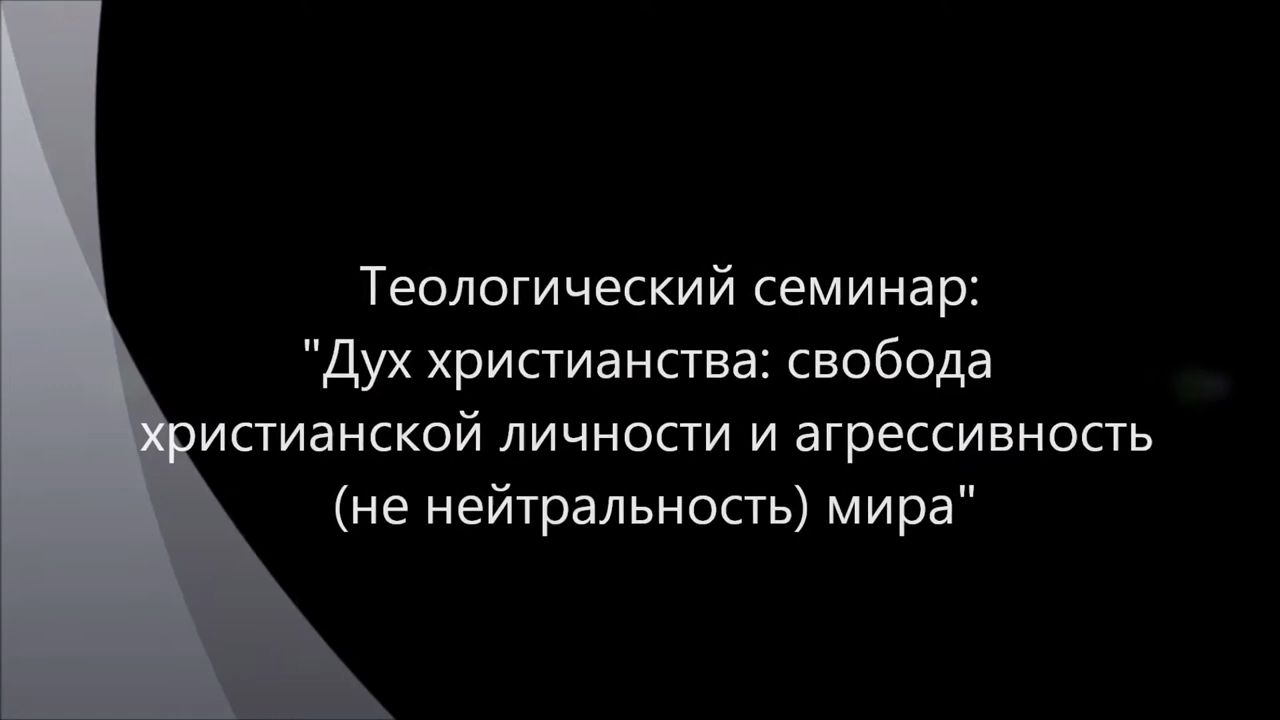 Теологический семинар:
"Дух христианства: свобода
христианской личности и агрессивность
(не нейтральность) мира"